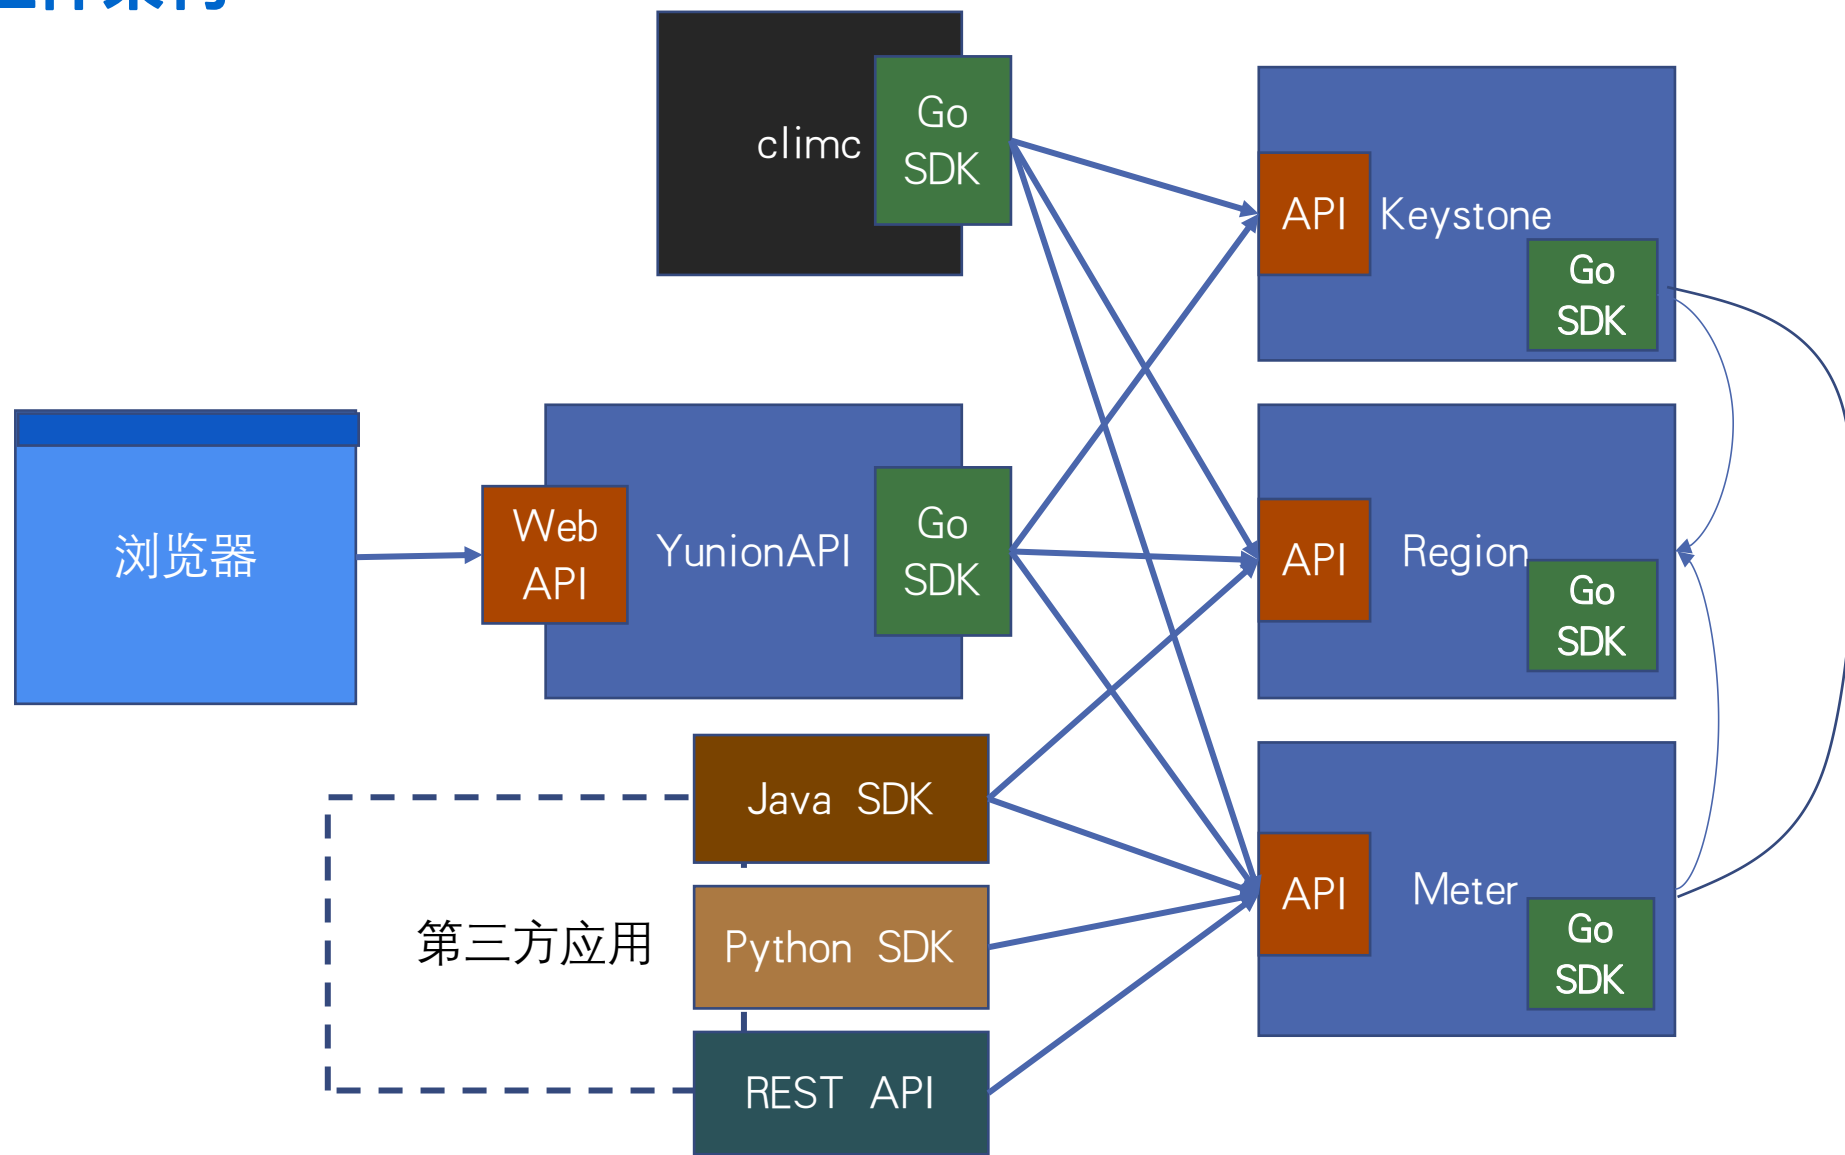 climc
Go
SDK
API
Keystone
Go
SDK
浏览器
Web
API
YunionAPI
Go
SDK
API
Region
Go
SDK
Java SDK
第三方应用
Python SDK
REST API
API
Meter
Go
SDK